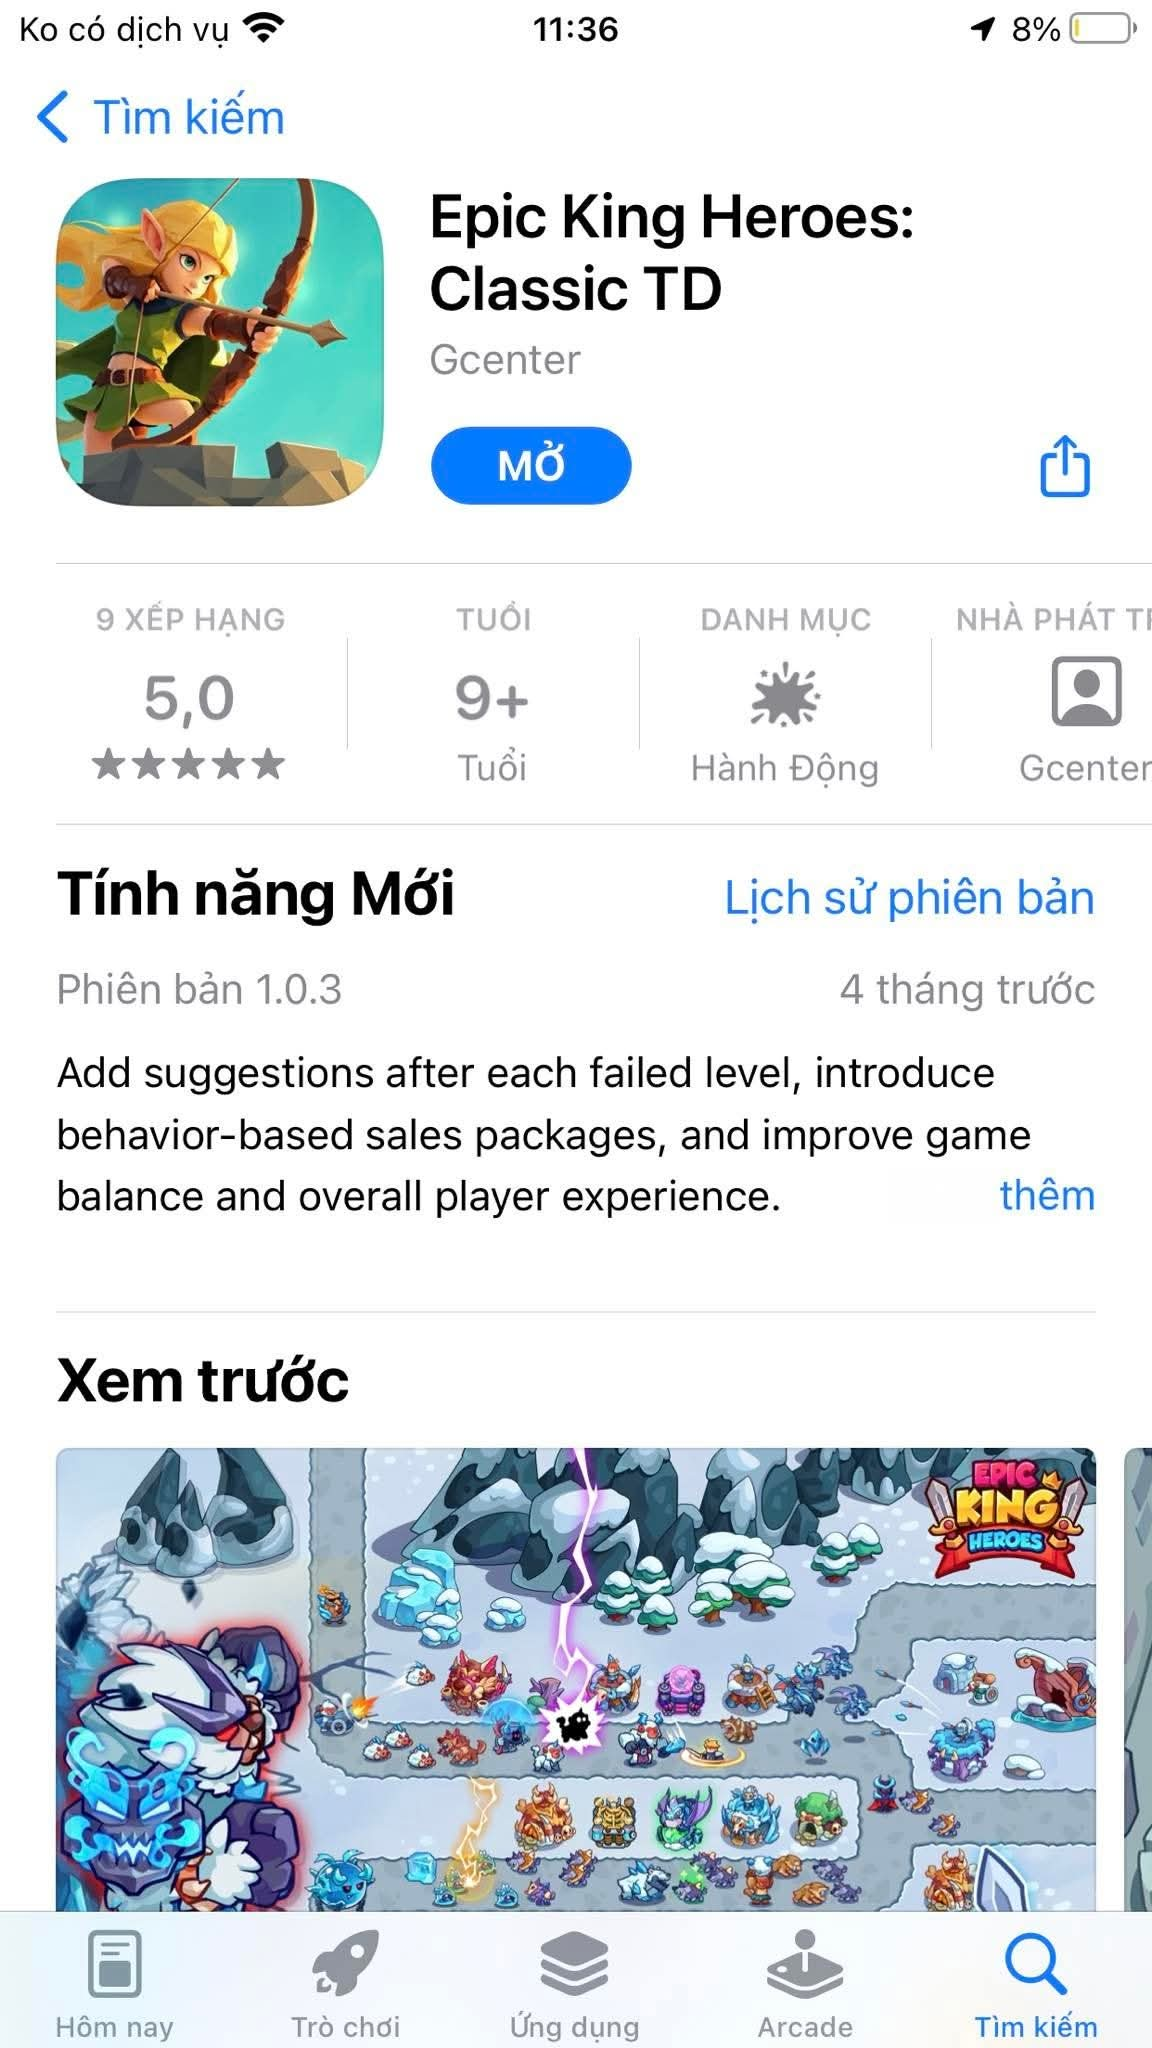 Ko có dịch vụ
11:36
8%
Tìm kiếm
Epic King Heroes:
Classic TD
Gcenter
MỞ
9 XẾP HẠNG
TUỔI
DANH MỤC
NHÀ PHÁT TR
5,0
9+
Tuổi
Hành Động
Gcenter
Tính năng Mới
Lịch sử phiên bản
Phiên bản 1.0.3
4 tháng trước
Add suggestions after each failed level, introduce
behavior-based sales packages, and improve game
balance and overall player experience.
thêm
Xem trước
EPIC
KING
HEROES
Hôm nay
Trò chơi
Ứng dụng
Arcade
Tìm kiếm